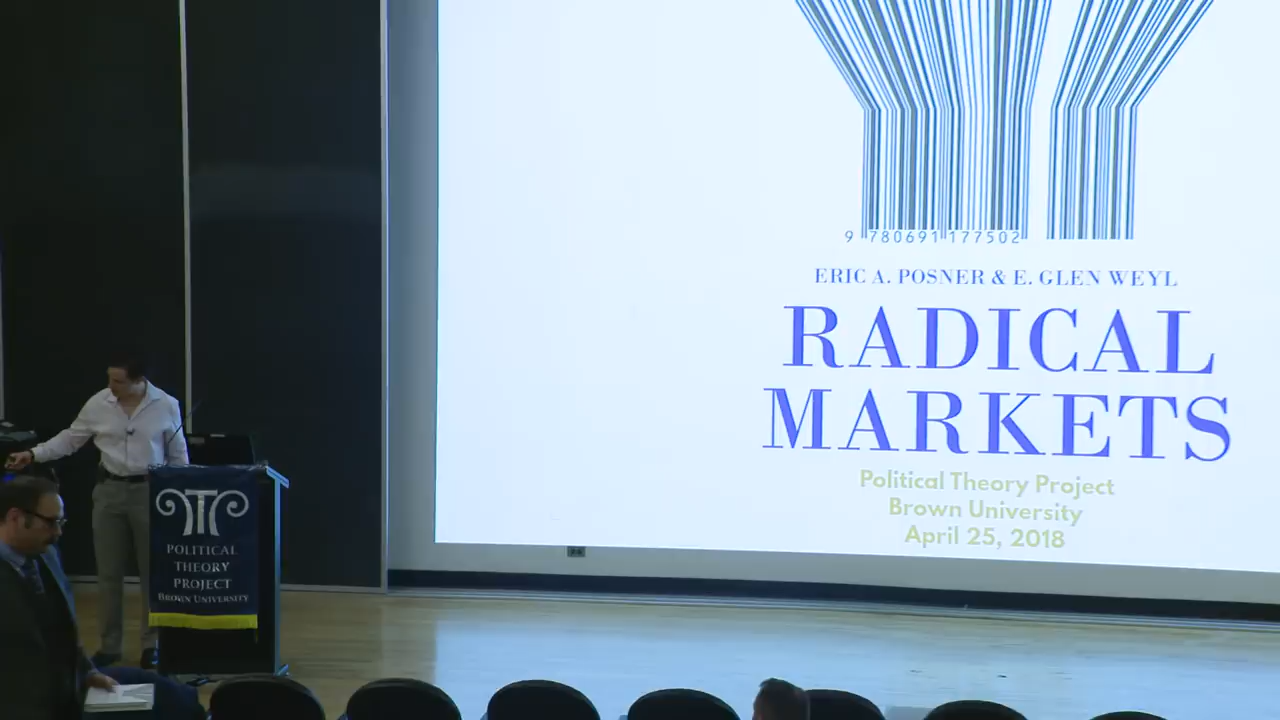 9 780691 177502
ERIC A. POSNER & E. GLEN WEYL
RADICAL
MARKETS
Political Theory Project
Brown University
April 25, 2018
POLITICAL
THEORY
PROJECT
BROWN UNIVERSITY